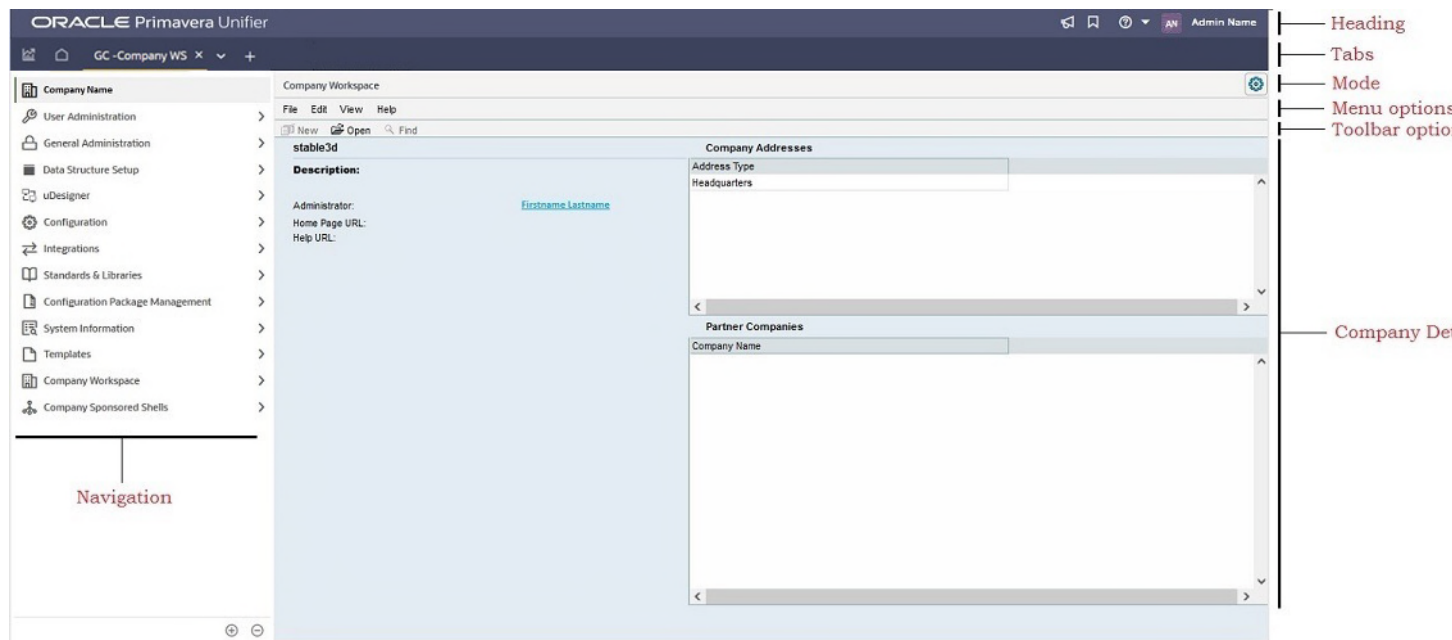 ORACLE Primavera Unifier
AN Admin Name
Heading
GC -Company WS
Tabs
Company Name
Company Workspace
Mode
File Edit View Help
Menu options
New Open Find
Toolbar optio
User Administration
General Administration
Data Structure Setup
uDesigner
Configuration
Integrations
Standards & Libraries
Configuration Package Management
System Information
Templates
Company Workspace
Company Sponsored Shells
Navigation
stable3d
Description:
Administrator: Firstname Lastname
Home Page URL:
Help URL:
Company Addresses
Address Type
Headquarters
Partner Companies
Company Name
Company Det